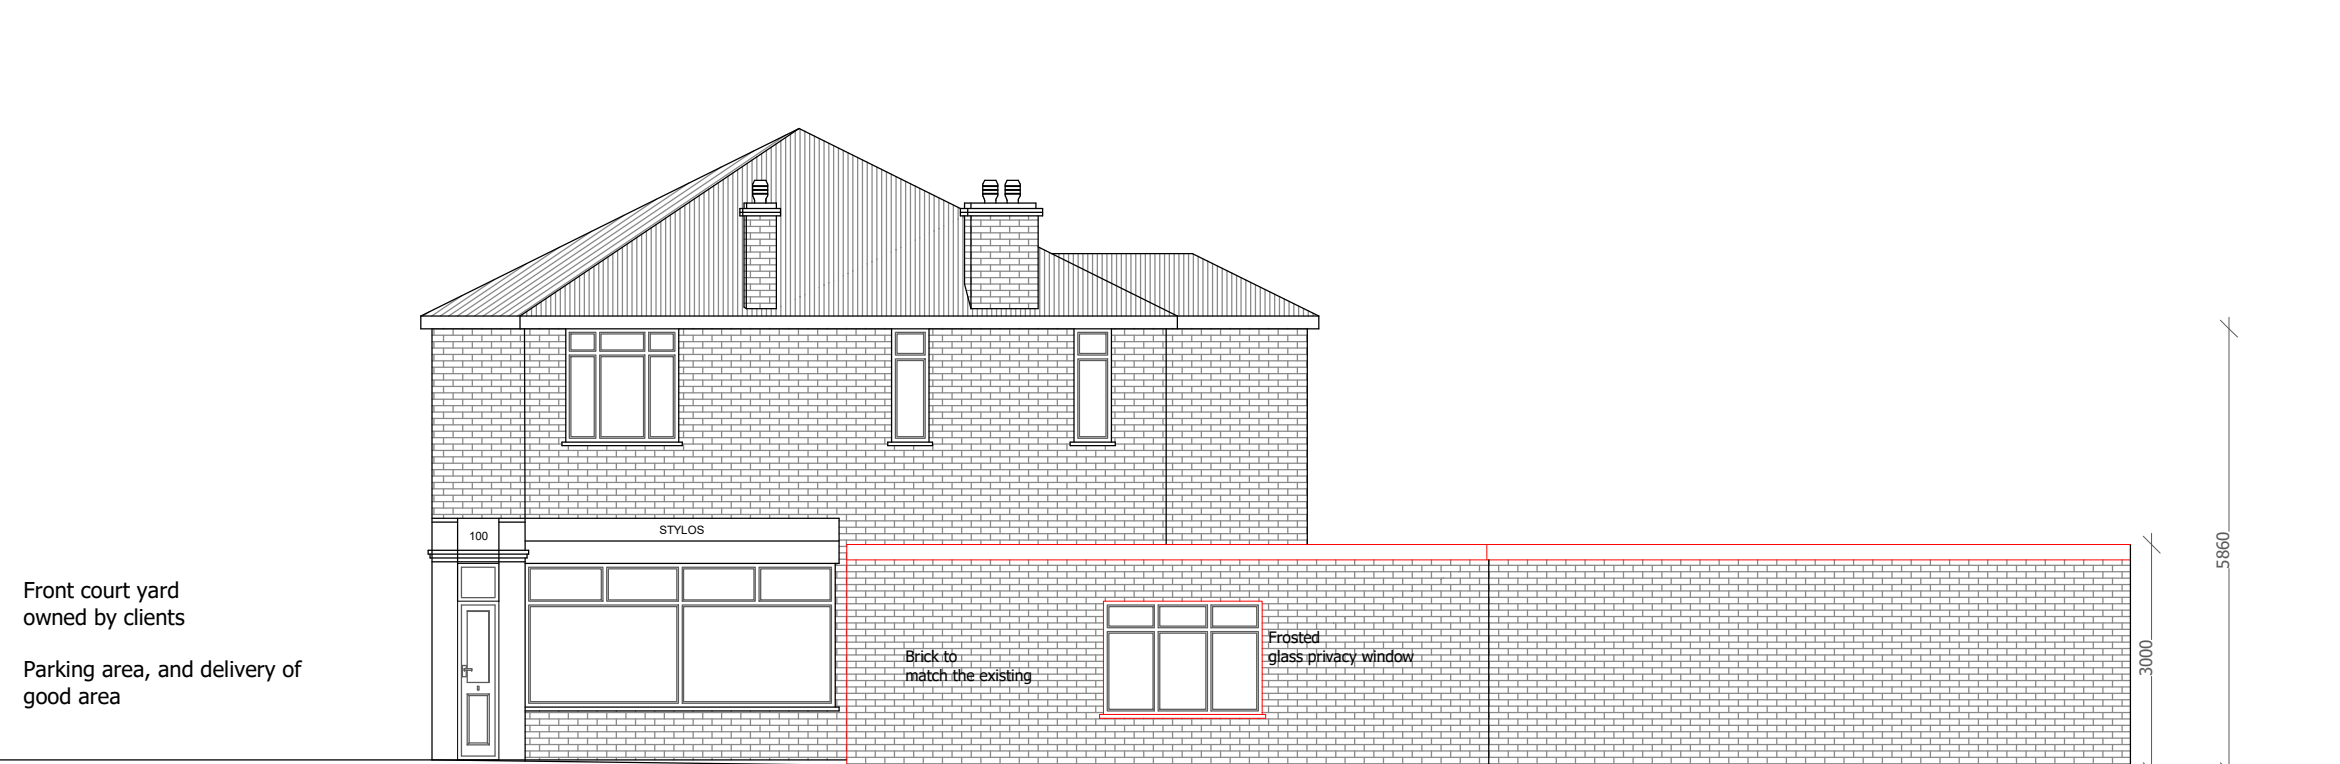 STYLOS
100
Front court yard
owned by clients
Parking area, and delivery of
good area
Brick to
match the existing
Frosted
glass privacy window
3000
5860